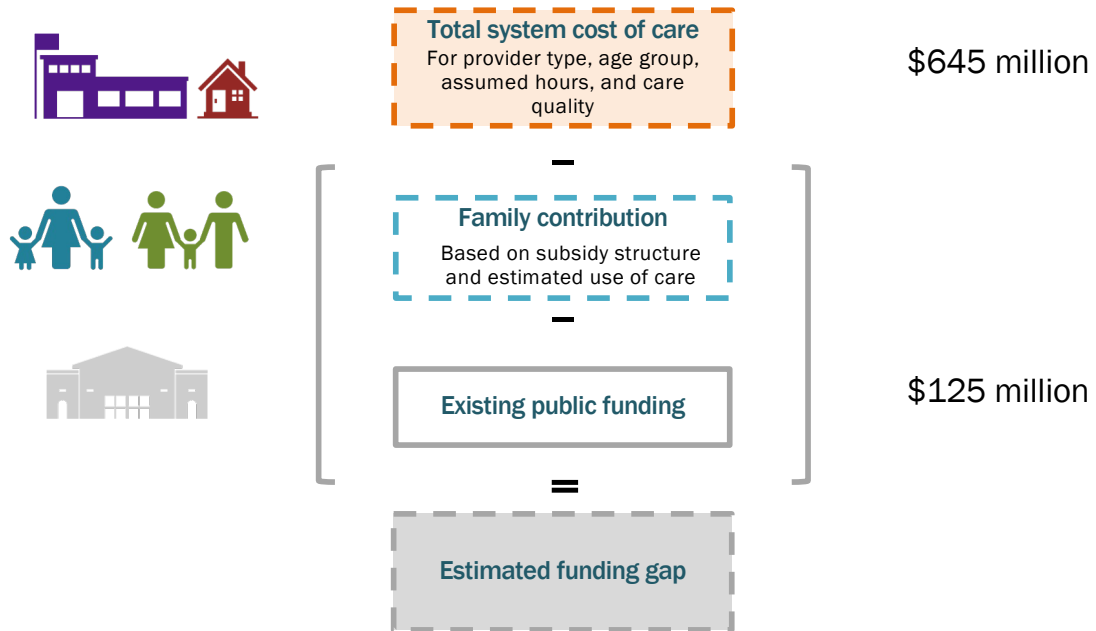 Total system cost of care
For provider type, age group,
assumed hours, and care
quality
$645 million
–
Family contribution
Based on subsidy structure
and estimated use of care
–
Existing public funding
$125 million
=
Estimated funding gap